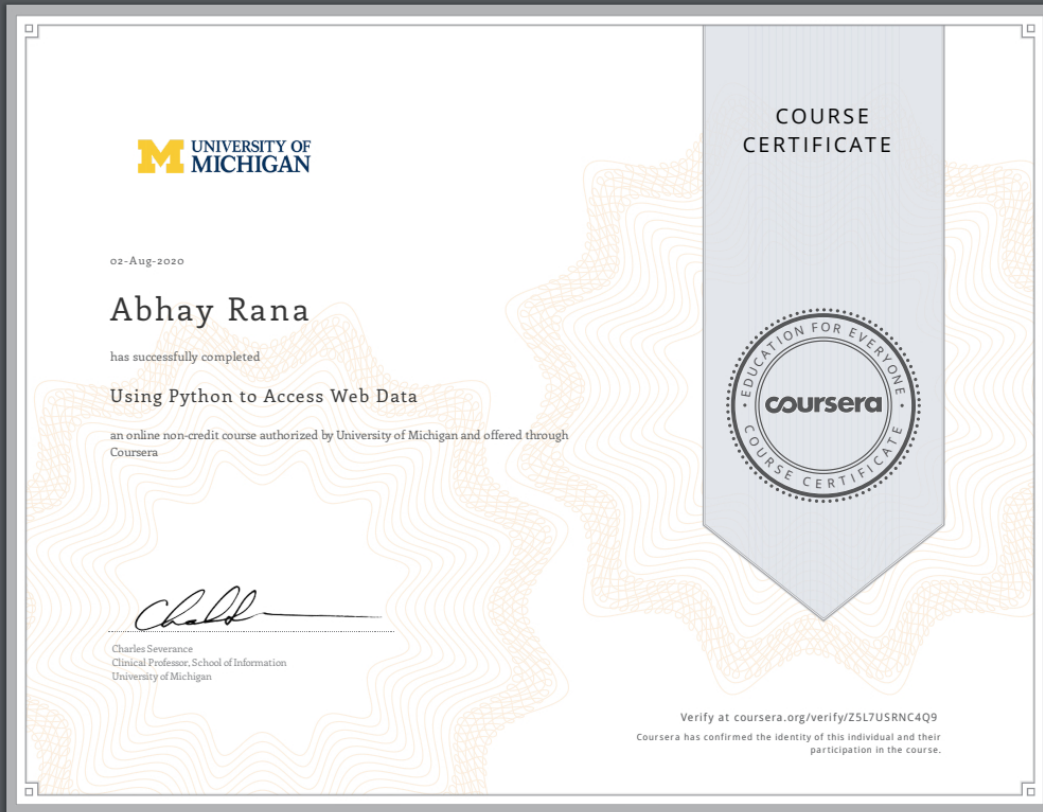 UNIVERSITY OF
MICHIGAN
COURSE
CERTIFICATE
02-Aug-2020
Abhay Rana
has successfully completed
Using Python to Access Web Data
an online non-credit course authorized by University of Michigan and offered through
Coursera
EDUCATION FOR EVERYONE
coursera
COURSE CERTIFICATE
Charles Severance
Clinical Professor, School of Information
University of Michigan
Verify at coursera.org/verify/Z5L7USRNC4Q9
Coursera has confirmed the identity of this individual and their
participation in the course.